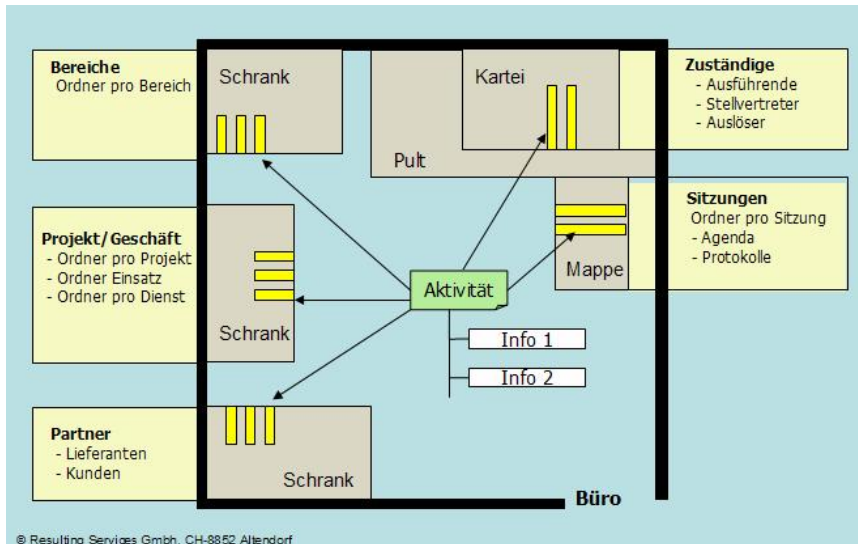 Bereiche
Ordner pro Bereich
Schrank
Kartei
Pult
Zuständige
- Ausführende
- Stellvertreter
- Auslöser
Projekt/Geschäft
- Ordner pro Projekt
- Ordner Einsatz
- Ordner pro Dienst
Schrank
Aktivität
Info 1
Info 2
Mappe
Sitzungen
Ordner pro Sitzung
- Agenda
- Protokolle
Partner
- Lieferanten
- Kunden
Schrank
Büro
© Resulting Services Gmbh, CH-8852 Altendorf